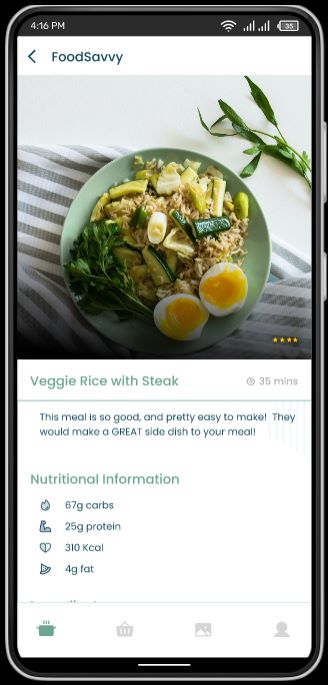 4:16 PM
35
FoodSavvy
Veggie Rice with Steak
35 mins
This meal is so good, and pretty easy to make! They
would make a GREAT side dish to your meal!
Nutritional Information
67g carbs
25g protein
310 Kcal
4g fat